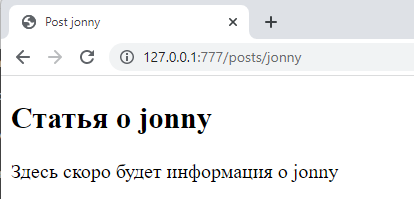 Post jonny
127.0.0.1:777/posts/jonny
Статья о jonny
Здесь скоро будет информация о jonny